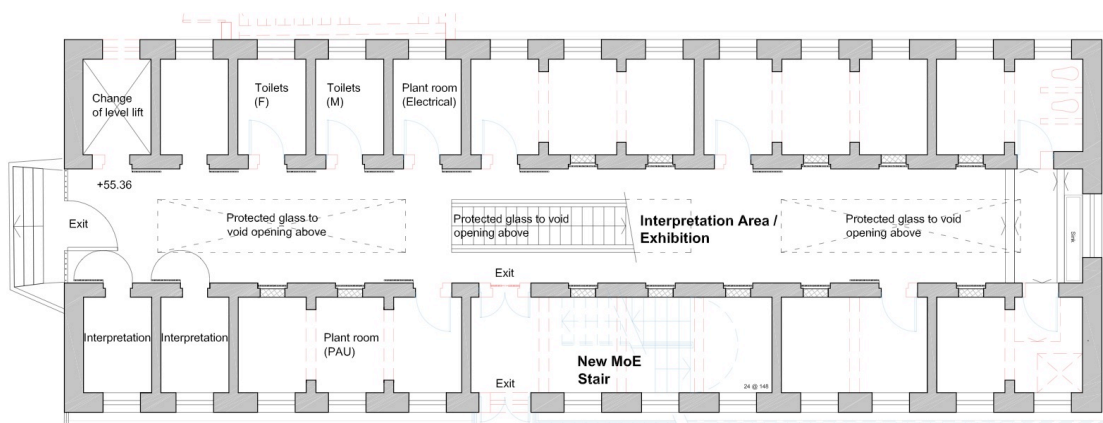 Change
of level lift
Toilets
(F)
Toilets
(M)
Plant room
(Electrical)
+55.36
Exit
Protected glass to
void opening above
Protected glass to void
opening above
Interpretation Area /
Exhibition
Protected glass to void
opening above
Sink
Exit
Interpretation
Interpretation
Plant room
(PAU)
New MoE
Stair
24 @ 148
Exit